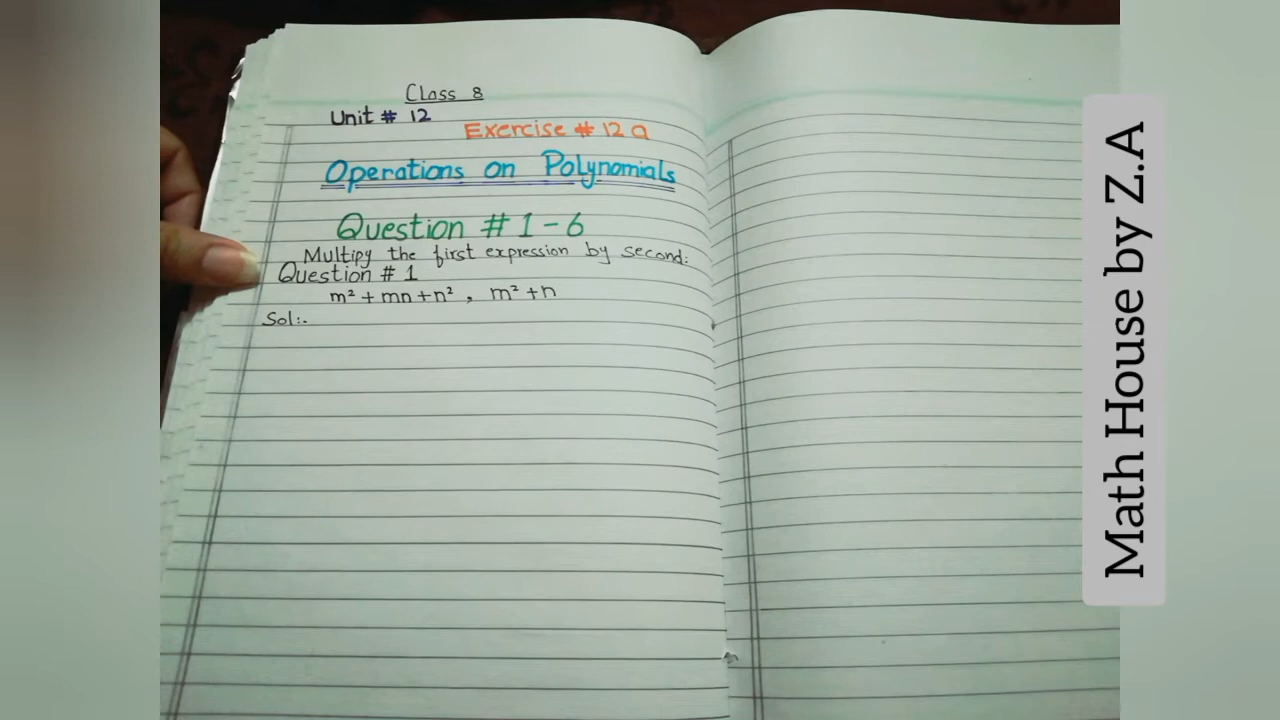 Class 8
Unit # 12
Exercise # 12 a
Operations on Polynomials
Question # 1 - 6
Multipy the first expression by second:
Question # 1
m² + mn + n² , m² + n
Sol:-
Math House by Z.A